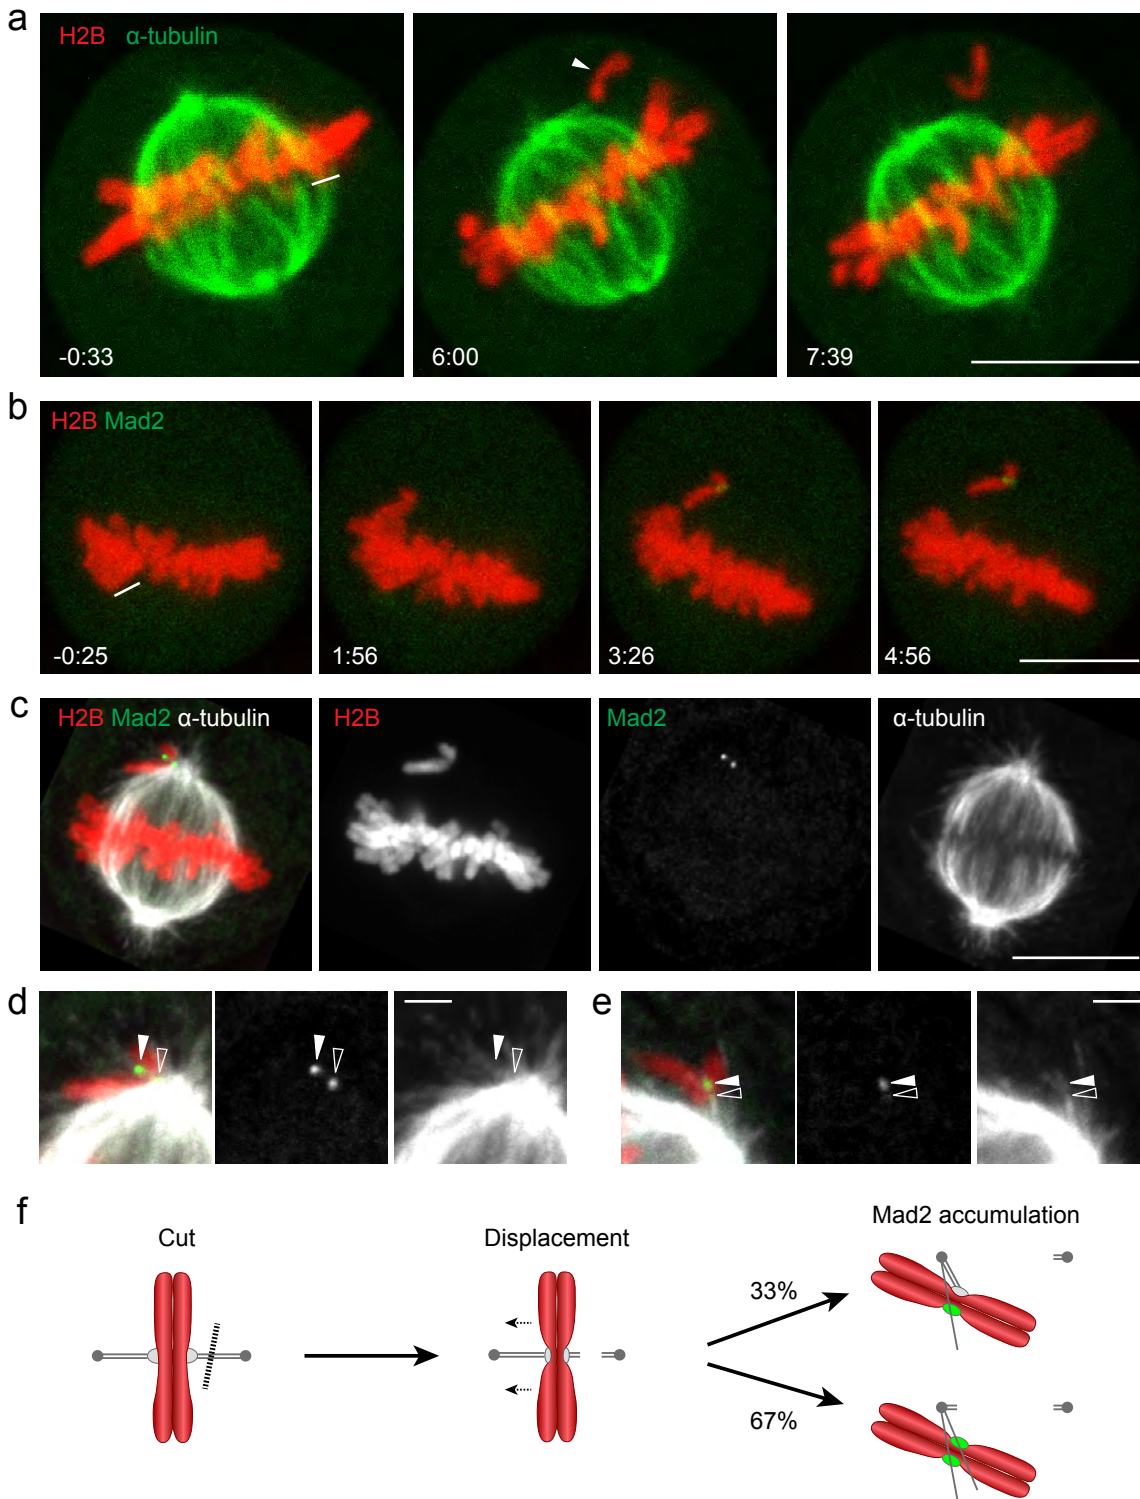 a
H2B α-tubulin
-0:33
6:00
7:39
b
H2B Mad2
-0:25
1:56
3:26
4:56
c
H2B Mad2 α-tubulin
H2B
Mad2
α-tubulin
d
e
f
Cut
Displacement
Mad2 accumulation
33%
67%